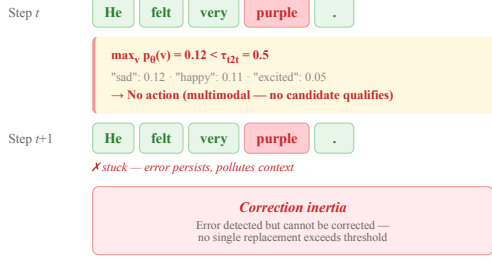 Step t He felt very purple .
max_v p_θ(v) = 0.12 < τ_t2t = 0.5
"sad": 0.12 · "happy": 0.11 · "excited": 0.05
→ No action (multimodal — no candidate qualifies)
Step t+1 He felt very purple .
✗ stuck — error persists, pollutes context
Correction inertia
Error detected but cannot be corrected —
no single replacement exceeds threshold